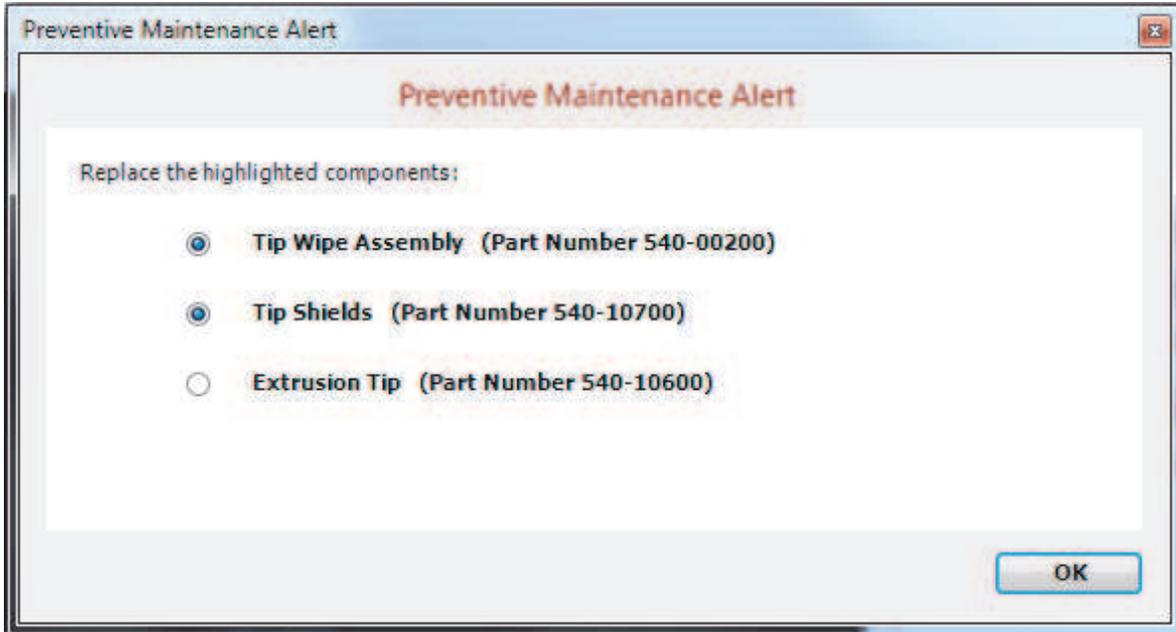 Preventive Maintenance Alert
Preventive Maintenance Alert
Replace the highlighted components:
Tip Wipe Assembly (Part Number 540-00200)
Tip Shields (Part Number 540-10700)
Extrusion Tip (Part Number 540-10600)
OK